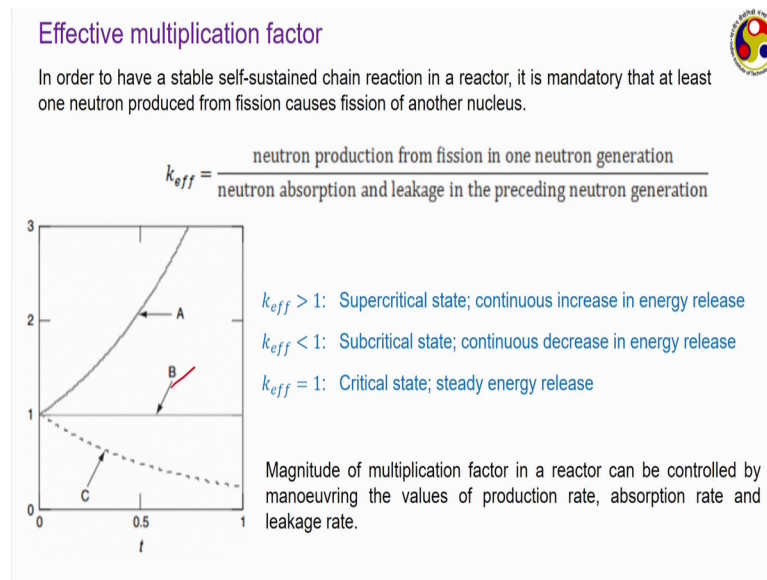 Effective multiplication factor
In order to have a stable self-sustained chain reaction in a reactor, it is mandatory that at least
one neutron produced from fission causes fission of another nucleus.
k_eff = neutron production from fission in one neutron generation
neutron absorption and leakage in the preceding neutron generation
3
A
2
k_eff > 1: Supercritical state; continuous increase in energy release
k_eff < 1: Subcritical state; continuous decrease in energy release
B
k_eff = 1: Critical state; steady energy release
1
C
0
0 0.5 1
t
Magnitude of multiplication factor in a reactor can be controlled by
manoeuvring the values of production rate, absorption rate and
leakage rate.